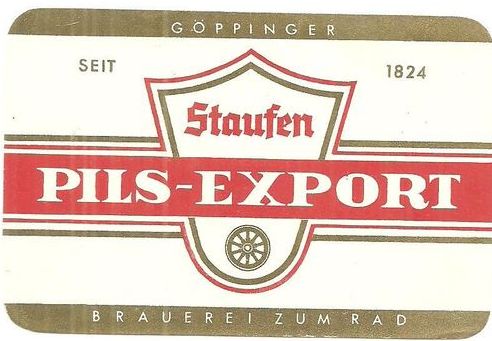 GÖPPINGER
SEIT 1824
Staufen
PILS-EXPORT
BRAUEREI ZUM RAD